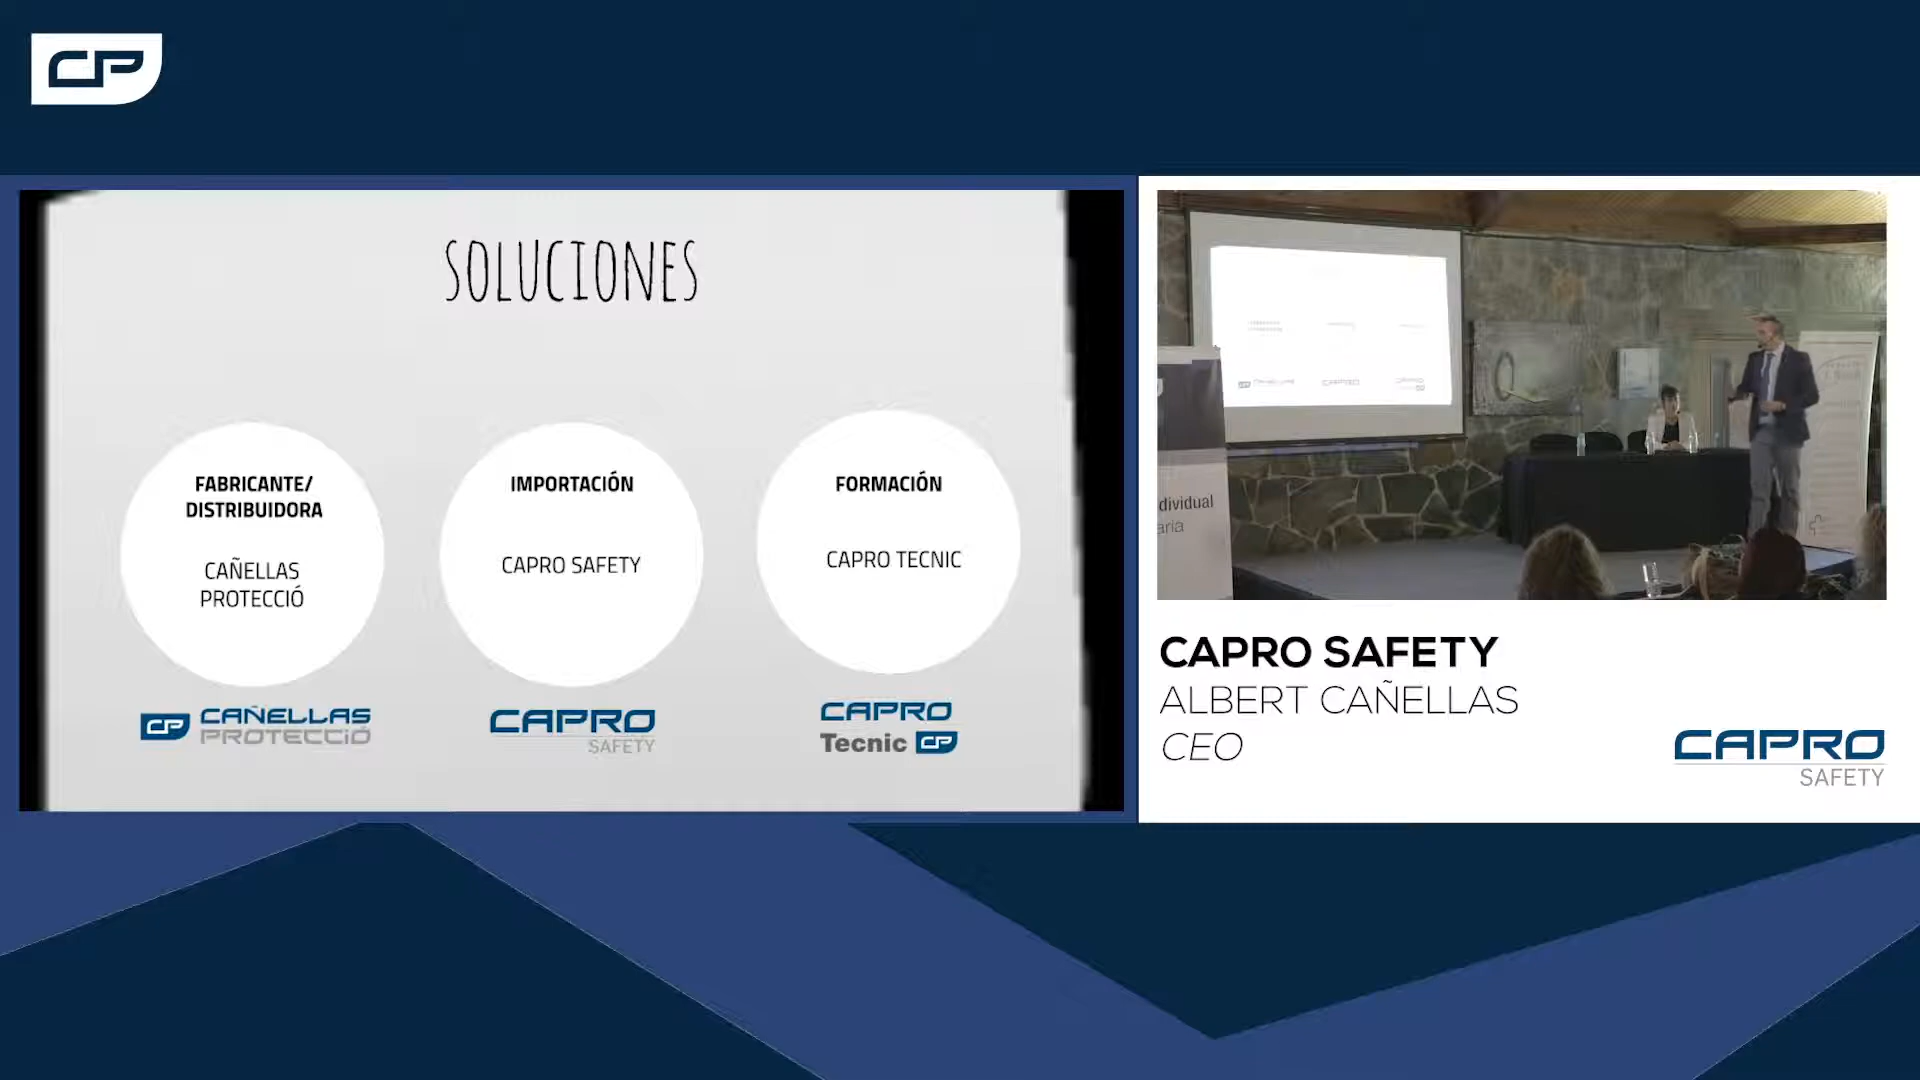 CP
SOLUCIONES
FABRICANTE/
DISTRIBUIDORA
CAÑELLAS
PROTECCIÓ
IMPORTACIÓN
CAPRO SAFETY
FORMACIÓN
CAPRO TECNIC
CP CAÑELLAS
PROTECCIÓ
CAPRO
SAFETY
CAPRO
Tecnic CP
dividual
aria
CAPRO SAFETY
ALBERT CAÑELLAS
CEO
CAPRO
SAFETY